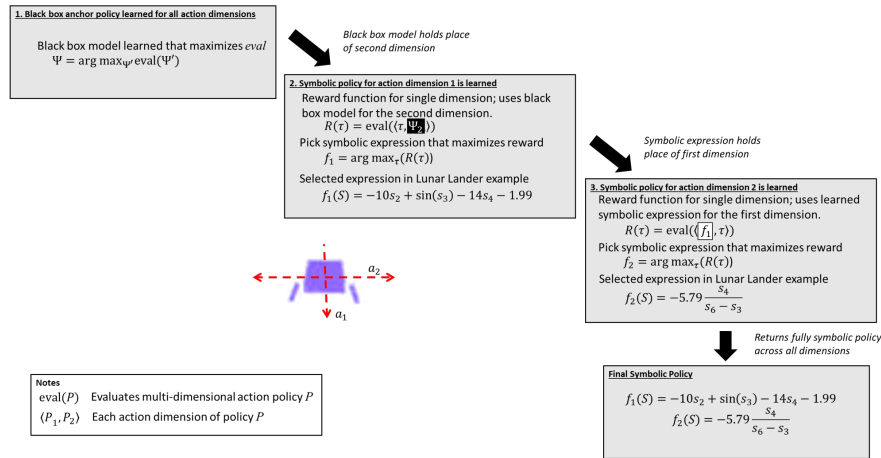 1. Black box anchor policy learned for all action dimensions
Black box model learned that maximizes eval
Ψ = arg max_Ψ′ eval(Ψ′)
Black box model holds place
of second dimension
2. Symbolic policy for action dimension 1 is learned
Reward function for single dimension; uses black
box model for the second dimension.
R(τ) = eval(⟨τ, Ψ₂⟩)
Pick symbolic expression that maximizes reward
f₁ = arg max_τ(R(τ))
Selected expression in Lunar Lander example
f₁(S) = −10s₂ + sin(s₃) − 14s₄ − 1.99
Symbolic expression holds
place of first dimension
3. Symbolic policy for action dimension 2 is learned
Reward function for single dimension; uses learned
symbolic expression for the first dimension.
R(τ) = eval(⟨f₁, τ⟩)
Pick symbolic expression that maximizes reward
f₂ = arg max_τ(R(τ))
Selected expression in Lunar Lander example
f₂(S) = −5.79 s₄ / (s₆ − s₃)
a₂
a₁
Returns fully symbolic policy
across all dimensions
Final Symbolic Policy
f₁(S) = −10s₂ + sin(s₃) − 14s₄ − 1.99
f₂(S) = −5.79 s₄ / (s₆ − s₃)
Notes
eval(P) Evaluates multi-dimensional action policy P
⟨P₁, P₂⟩ Each action dimension of policy P